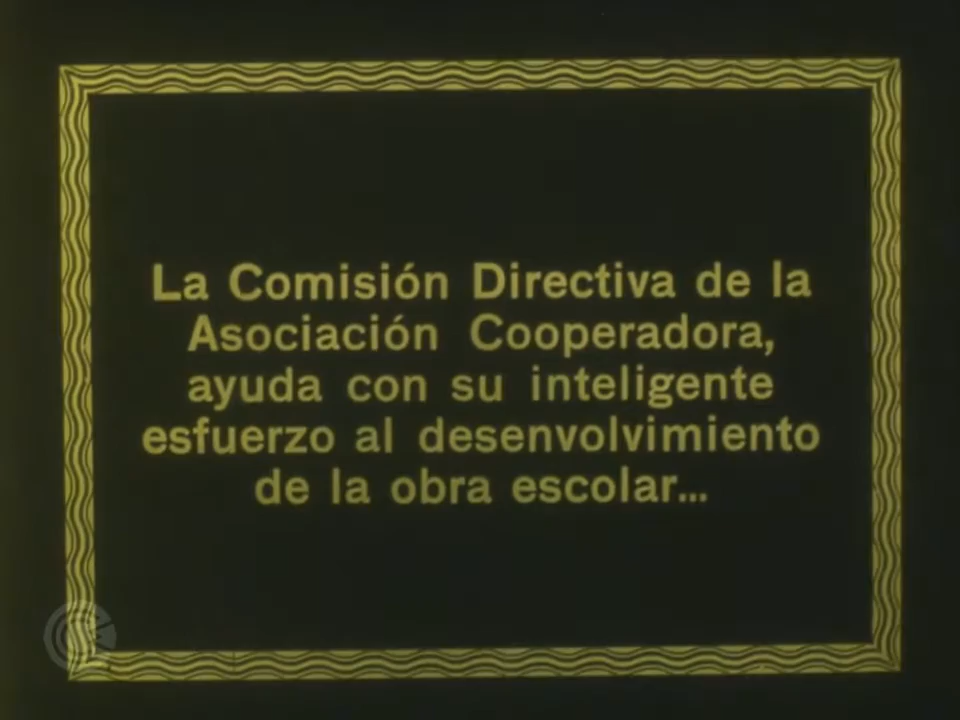 La Comisión Directiva de la
Asociación Cooperadora,
ayuda con su inteligente
esfuerzo al desenvolvimiento
de la obra escolar...